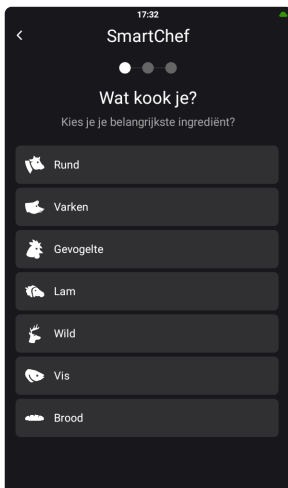 17:32
SmartChef
Wat kook je?
Kies je je belangrijkste ingrediënt?
Rund
Varken
Gevogelte
Lam
Wild
Vis
Brood